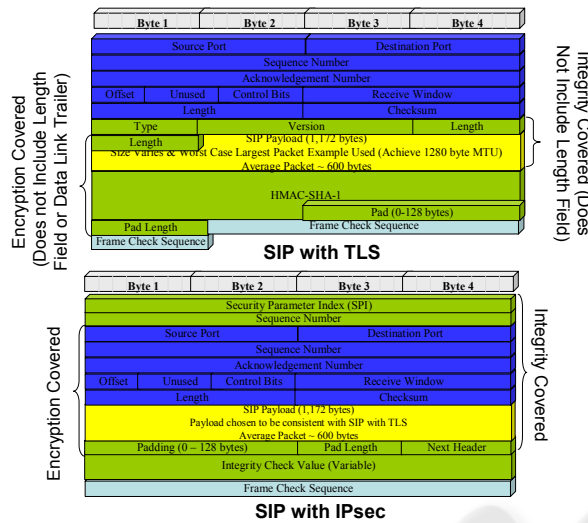 Byte 1 Byte 2 Byte 3 Byte 4
Source Port Destination Port
Sequence Number
Acknowledgement Number
Offset Unused Control Bits Receive Window
Length Checksum
Type Version Length
Length SIP Payload (1,172 bytes)
Size Varies & Worst Case Largest Packet Example Used (Achieve 1280 byte MTU)
Average Packet ~ 600 bytes
HMAC-SHA-1
Pad (0-128 bytes)
Pad Length Frame Check Sequence
Frame Check Sequence
Encryption Covered
(Does not Include Length
Field or Data Link Trailer)
Integrity Covered (Does
Not Include Length Field)
SIP with TLS
Byte 1 Byte 2 Byte 3 Byte 4
Security Parameter Index (SPI)
Sequence Number
Source Port Destination Port
Sequence Number
Acknowledgement Number
Offset Unused Control Bits Receive Window
Length Checksum
SIP Payload (1,172 bytes)
Payload chosen to be consistent with SIP with TLS
Average Packet ~ 600 bytes
Padding (0 – 128 bytes) Pad Length Next Header
Integrity Check Value (Variable)
Frame Check Sequence
Encryption Covered
Integrity Covered
SIP with IPsec